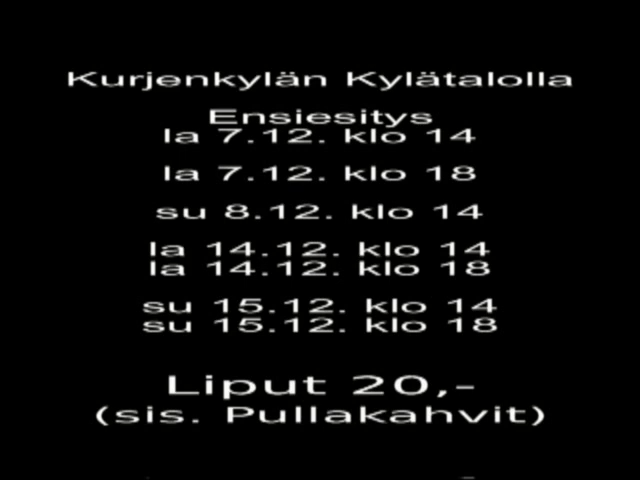 Kurjenkylän Kylätalolla
Ensiesitys
la 7.12. klo 14
la 7.12. klo 18
su 8.12. klo 14
la 14.12. klo 14
la 14.12. klo 18
su 15.12. klo 14
su 15.12. klo 18
Liput 20,-
(sis. Pullakahvit)